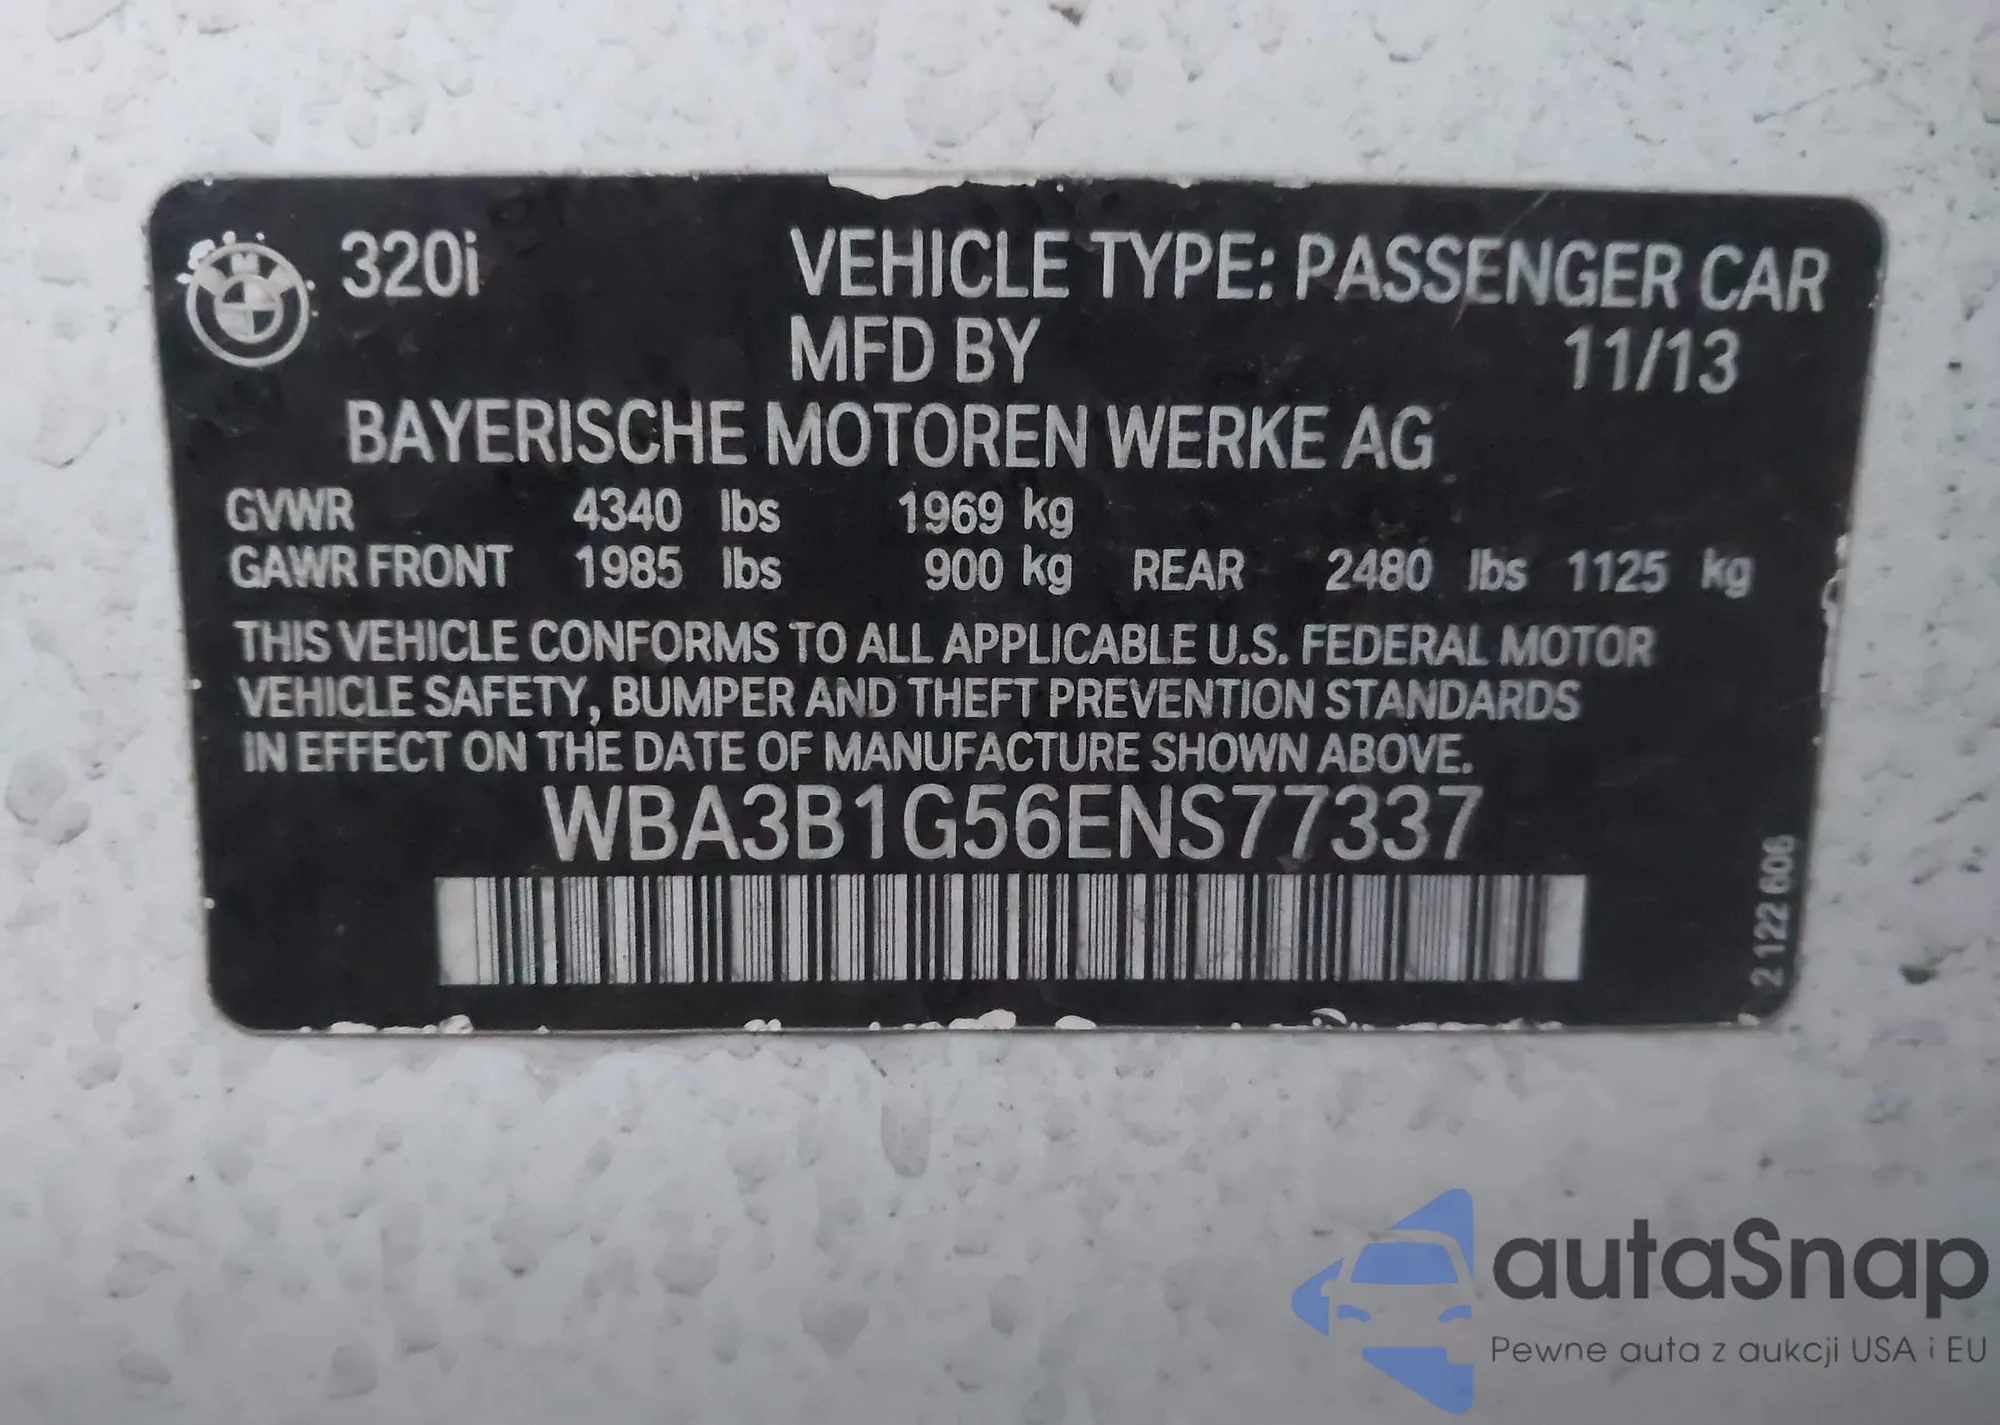 320i VEHICLE TYPE: PASSENGER CAR
MFD BY 11/13
BAYERISCHE MOTOREN WERKE AG
GVWR 4340 lbs 1969 kg
GAWR FRONT 1985 lbs 900 kg REAR 2480 lbs 1125 kg
THIS VEHICLE CONFORMS TO ALL APPLICABLE U.S. FEDERAL MOTOR
VEHICLE SAFETY, BUMPER AND THEFT PREVENTION STANDARDS
IN EFFECT ON THE DATE OF MANUFACTURE SHOWN ABOVE.
WBA3B1G56ENS77337
2 122 606
autaSnap
Pewne auta z aukcji USA i EU